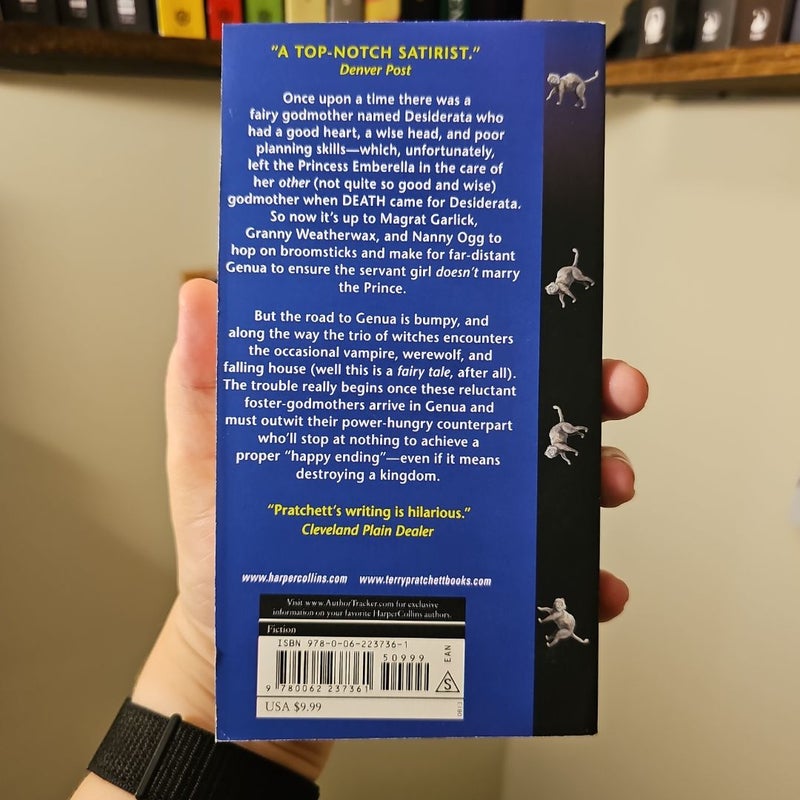 "A TOP-NOTCH SATIRIST."
Denver Post
Once upon a time there was a
fairy godmother named Desiderata who
had a good heart, a wise head, and poor
planning skills—which, unfortunately,
left the Princess Emberella in the care of
her other (not quite so good and wise)
godmother when DEATH came for Desiderata.
So now it's up to Magrat Garlick,
Granny Weatherwax, and Nanny Ogg to
hop on broomsticks and make for far-distant
Genua to ensure the servant girl doesn't marry
the Prince.
But the road to Genua is bumpy, and
along the way the trio of witches encounters
the occasional vampire, werewolf, and
falling house (well this is a fairy tale, after all).
The trouble really begins once these reluctant
foster-godmothers arrive in Genua and
must outwit their power-hungry counterpart
who'll stop at nothing to achieve a
proper "happy ending"—even if it means
destroying a kingdom.
"Pratchett's writing is hilarious."
Cleveland Plain Dealer
www.harpercollins.com www.terrypratchettbooks.com
Visit www.AuthorTracker.com for exclusive
information on your favorite HarperCollins authors.
Fiction
ISBN 978-0-06-223736-1
50999
EAN
S
9 780062 237361
USA $9.99